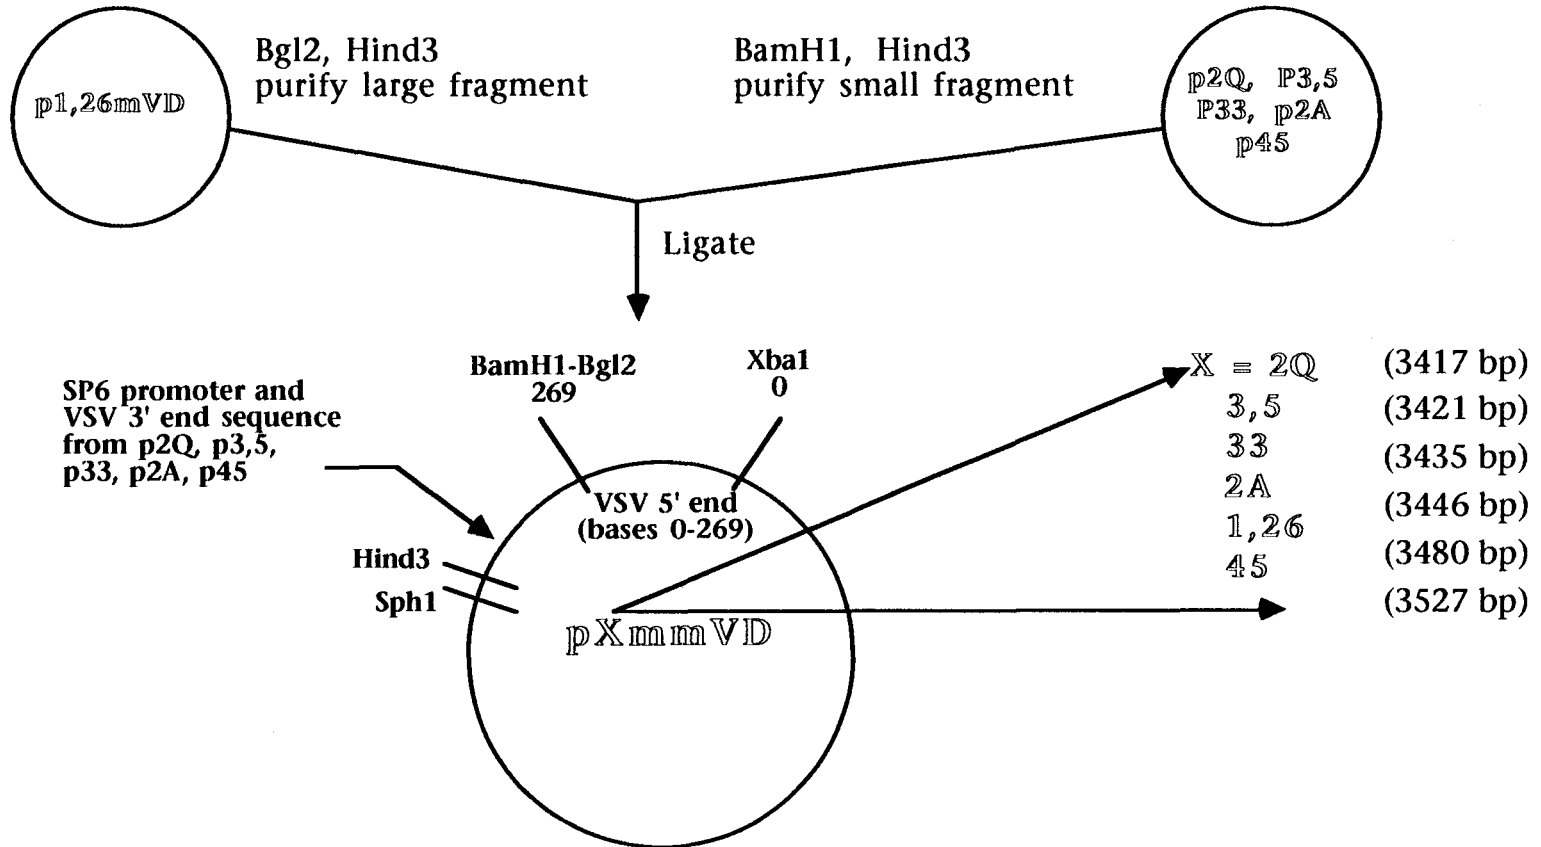 p1,26mVD
Bgl2, Hind3
purify large fragment
BamH1, Hind3
purify small fragment
p2Q, P3,5
P33, p2A
p45
Ligate
BamH1-Bgl2
269
Xba1
0
SP6 promoter and
VSV 3' end sequence
from p2Q, p3,5,
p33, p2A, p45
VSV 5' end
(bases 0-269)
Hind3
Sph1
pXmmVD
X = 2Q (3417 bp)
3,5 (3421 bp)
33 (3435 bp)
2A (3446 bp)
1,26 (3480 bp)
45 (3527 bp)